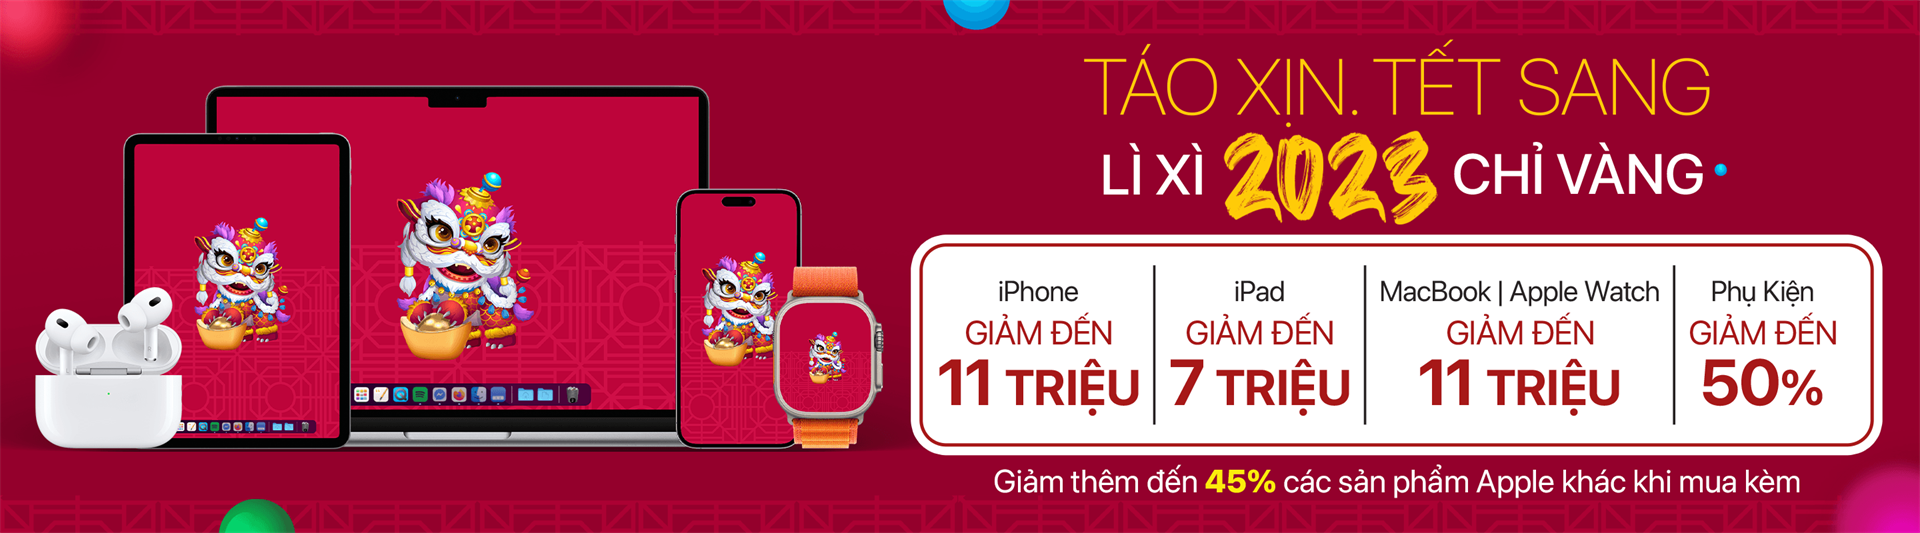 TÁO XỊN. TẾT SANG
LÌ XÌ 2023 CHỈ VÀNG
iPhone
GIẢM ĐẾN
11 TRIỆU
iPad
GIẢM ĐẾN
7 TRIỆU
MacBook | Apple Watch
GIẢM ĐẾN
11 TRIỆU
Phụ Kiện
GIẢM ĐẾN
50%
Giảm thêm đến 45% các sản phẩm Apple khác khi mua kèm